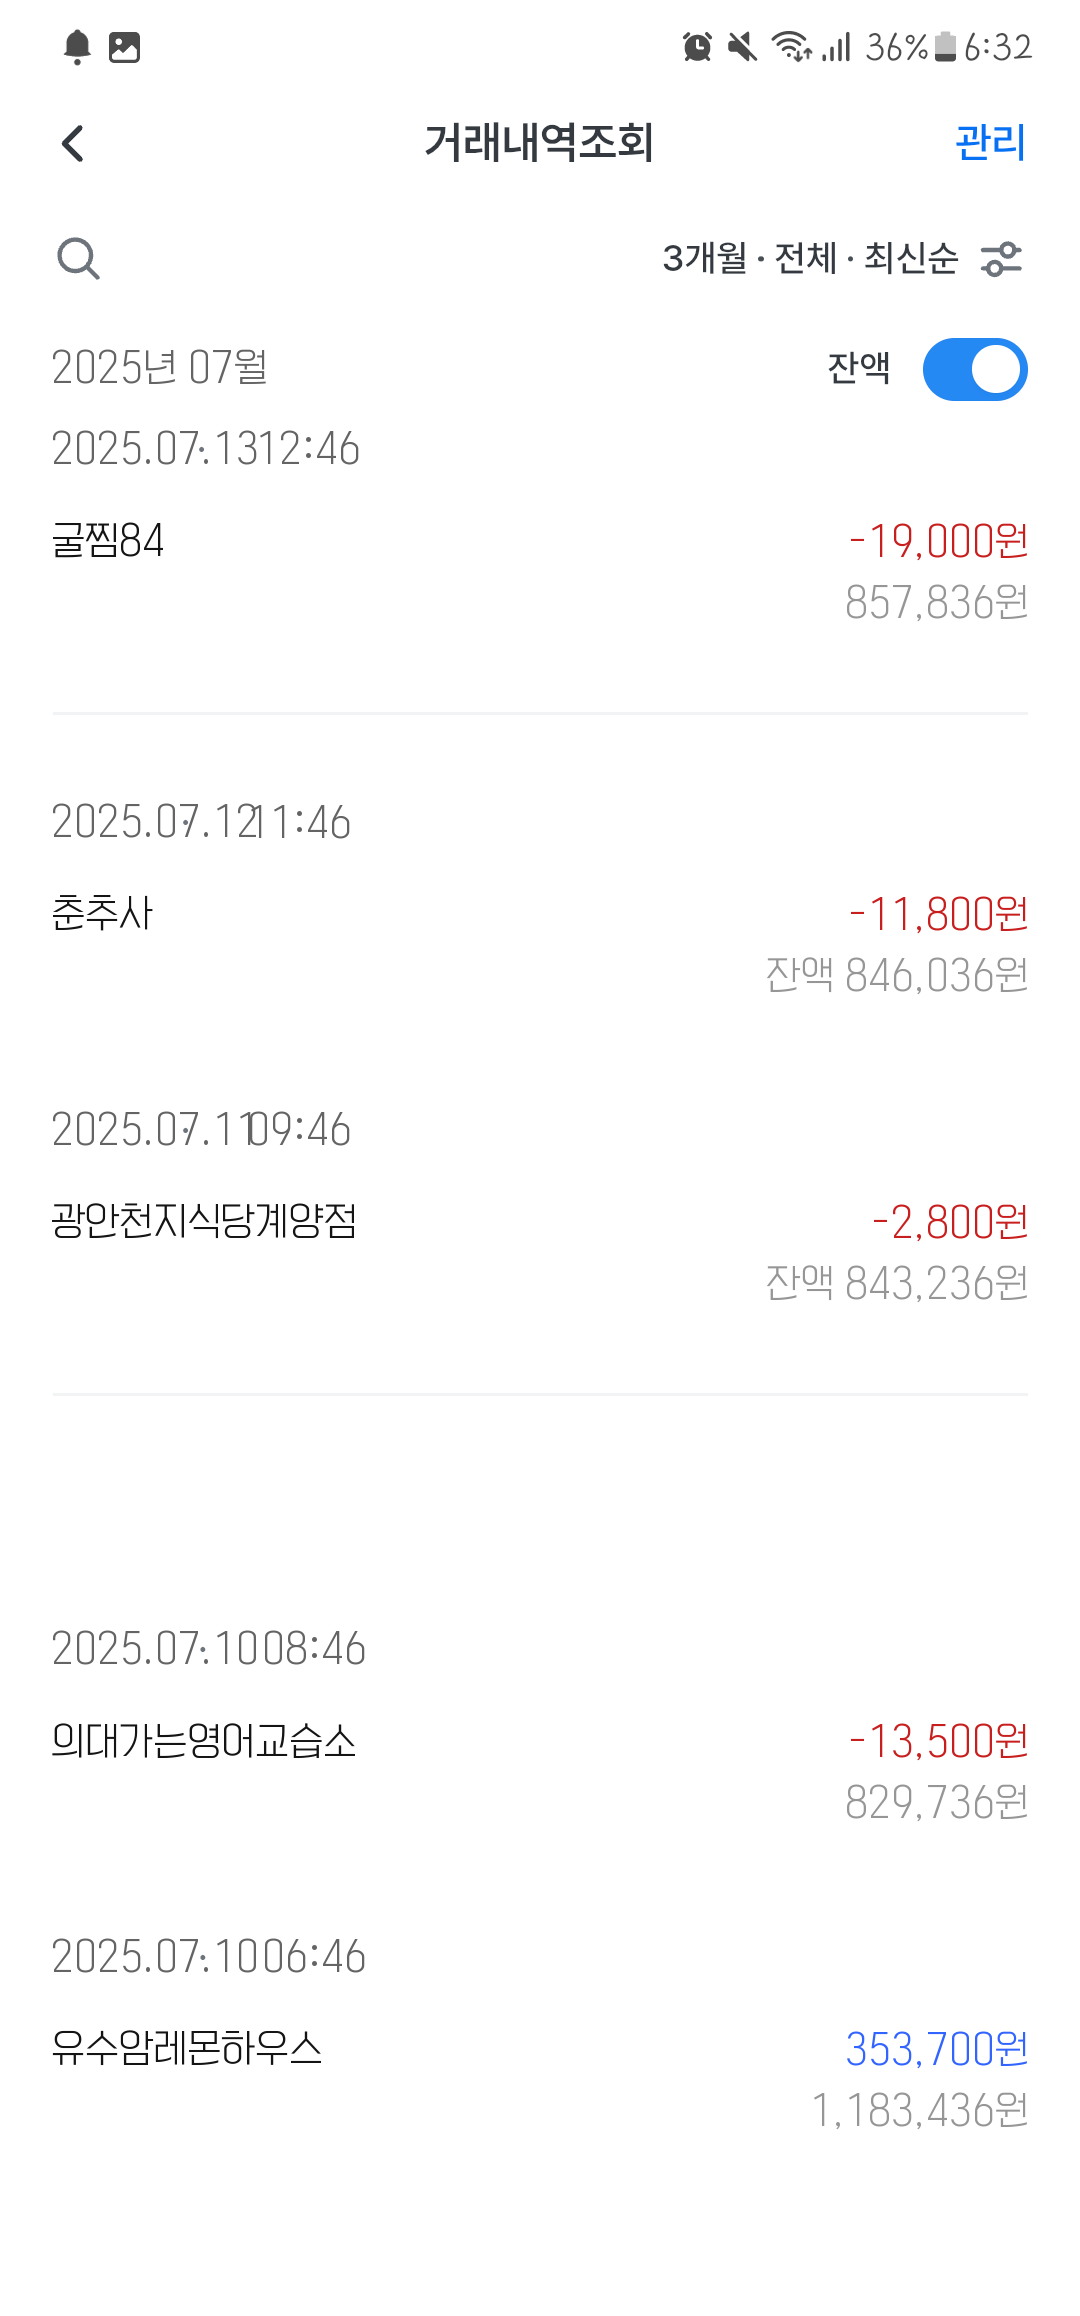 36% 6:32
거래내역조회 관리
3개월 · 전체 · 최신순
2025년 07월 잔액
2025.07.13 12:46
굴찜84 -19,000원
857,836원
2025.07.12 11:46
춘추사 -11,800원
잔액 846,036원
2025.07.11 09:46
광안천지식당계양점 -2,800원
잔액 843,236원
2025.07.10 08:46
의대가는영어교습소 -13,500원
829,736원
2025.07.10 06:46
유수암레몬하우스 353,700원
1,183,436원